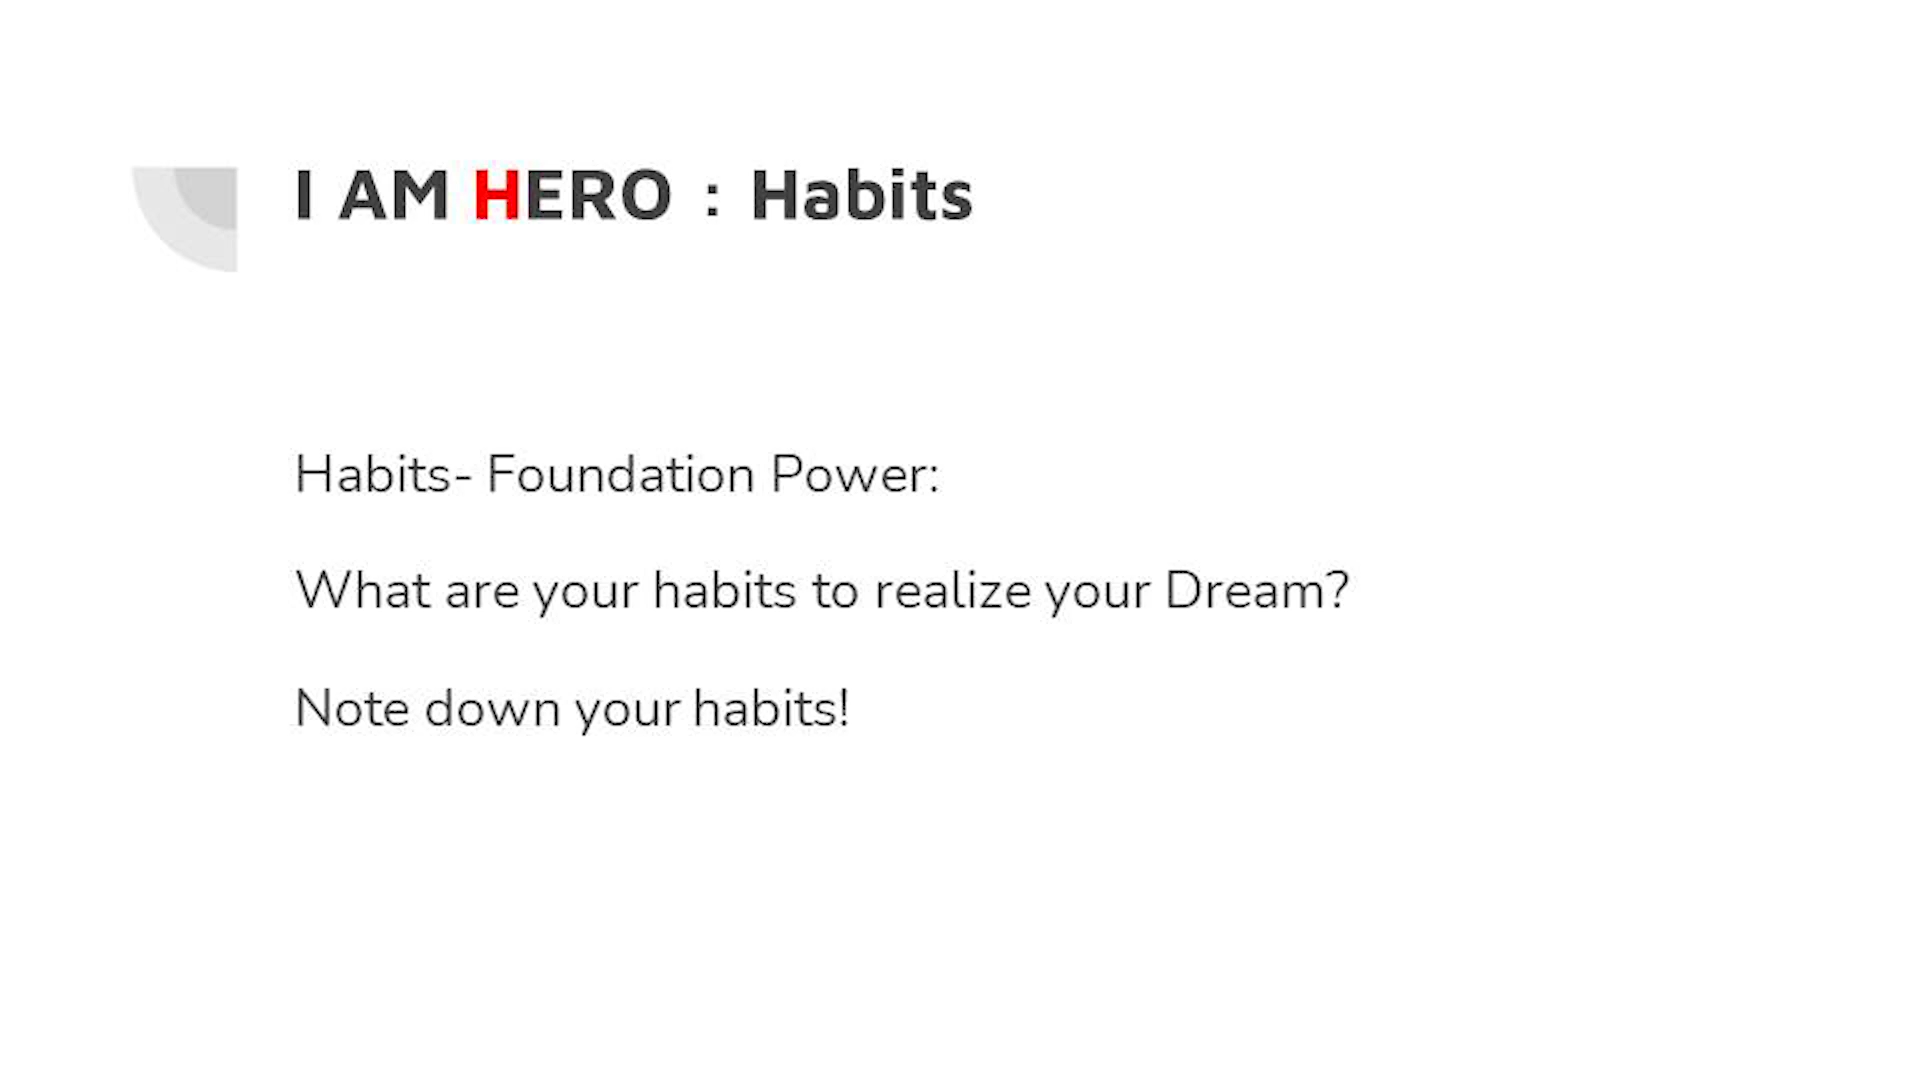 I AM HERO : Habits
Habits- Foundation Power:
What are your habits to realize your Dream?
Note down your habits!